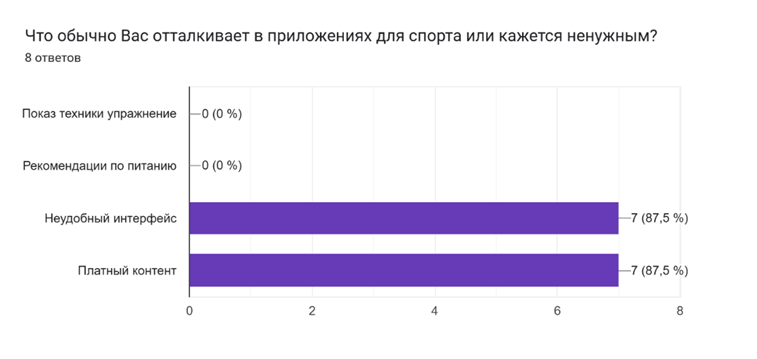 Что обычно Вас отталкивает в приложениях для спорта или кажется ненужным?
8 ответов
Показ техники упражнение 0 (0 %)
Рекомендации по питанию 0 (0 %)
Неудобный интерфейс 7 (87,5 %)
Платный контент 7 (87,5 %)
0 2 4 6 8